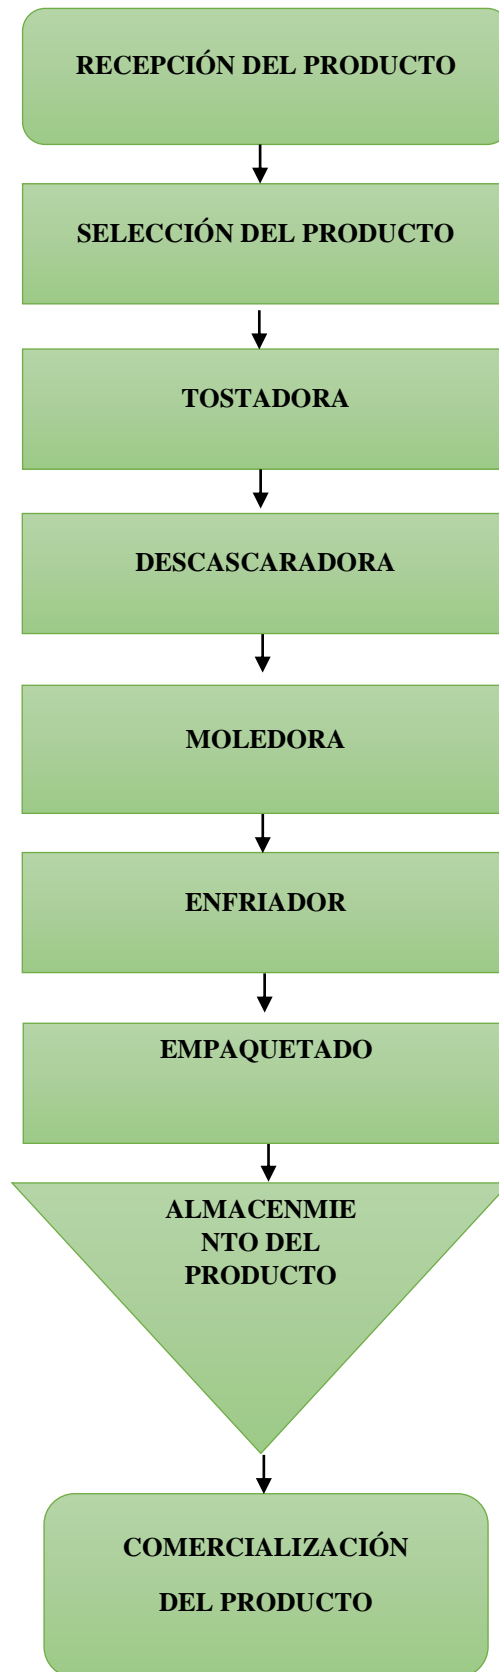 RECEPCIÓN DEL PRODUCTO
SELECCIÓN DEL PRODUCTO
TOSTADORA
DESCASCARADORA
MOLEDORA
ENFRIADOR
EMPAQUETADO
ALMACENMIE
NTO DEL
PRODUCTO
COMERCIALIZACIÓN
DEL PRODUCTO